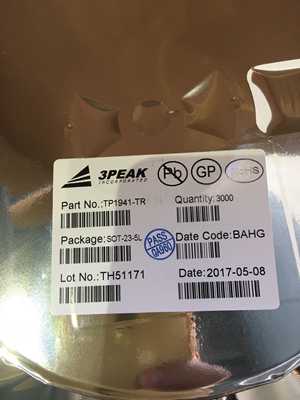 3PEAK
INCORPORATED
Pb
GP
RoHS
Part No.:TP1941-TR
Quantity:3000
Package:SOT-23-5L
PASS
Date Code:BAHG
Lot No.:TH51171
Date:2017-05-08